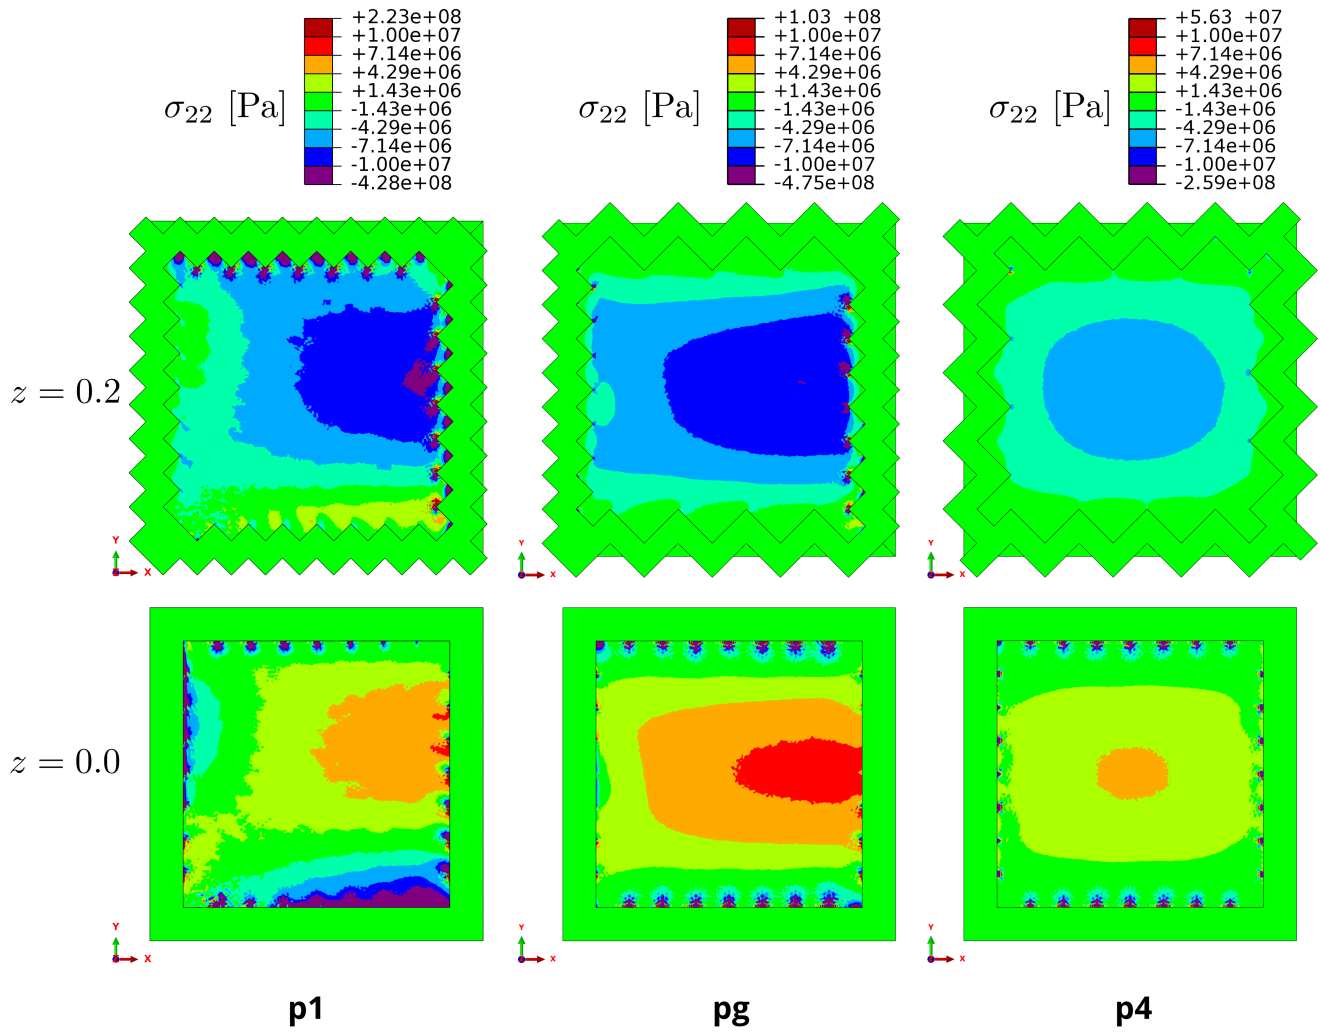 +2.23e+08
+1.00e+07
+7.14e+06
+4.29e+06
+1.43e+06
-1.43e+06
-4.29e+06
-7.14e+06
-1.00e+07
-4.28e+08
σ22 [Pa]
+1.03 +08
+1.00e+07
+7.14e+06
+4.29e+06
+1.43e+06
-1.43e+06
-4.29e+06
-7.14e+06
-1.00e+07
-4.75e+08
σ22 [Pa]
+5.63 +07
+1.00e+07
+7.14e+06
+4.29e+06
+1.43e+06
-1.43e+06
-4.29e+06
-7.14e+06
-1.00e+07
-2.59e+08
σ22 [Pa]
z = 0.2
Y
X
Y
X
Y
X
z = 0.0
Y
X
Y
X
Y
X
p1
pg
p4